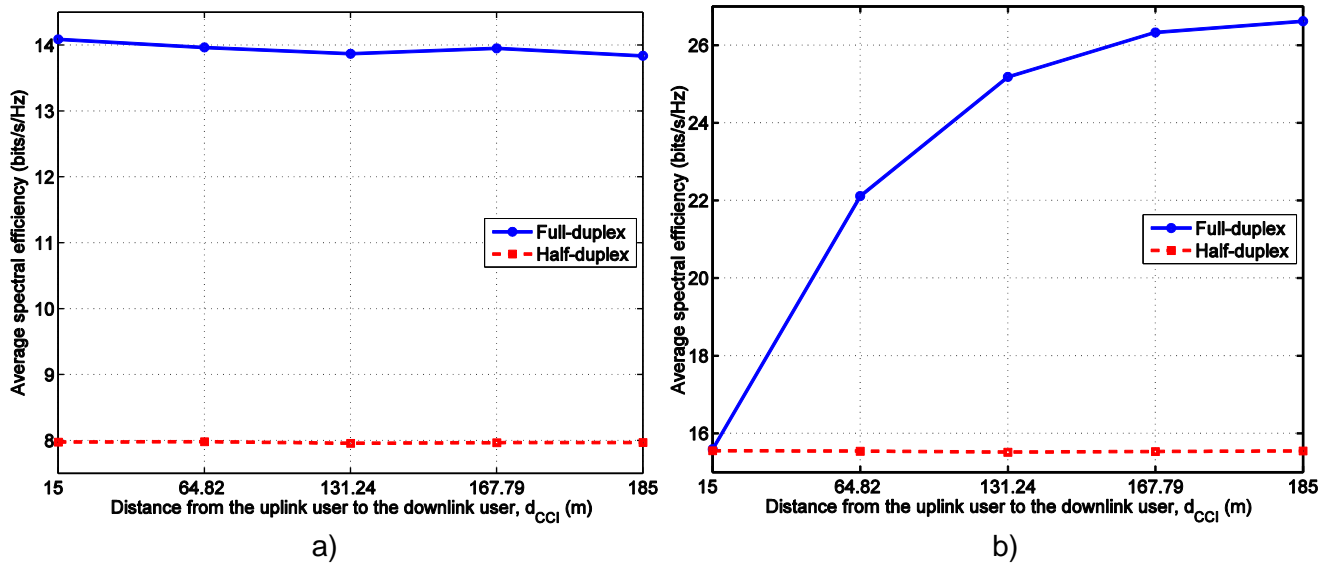 Average spectral efficiency (bits/s/Hz)
14
13
12
11
10
9
8
Full-duplex
Half-duplex
15 64.82 131.24 167.79 185
Distance from the uplink user to the downlink user, d_CCI (m)
a)
Average spectral efficiency (bits/s/Hz)
26
24
22
20
18
16
Full-duplex
Half-duplex
15 64.82 131.24 167.79 185
Distance from the uplink user to the downlink user, d_CCI (m)
b)